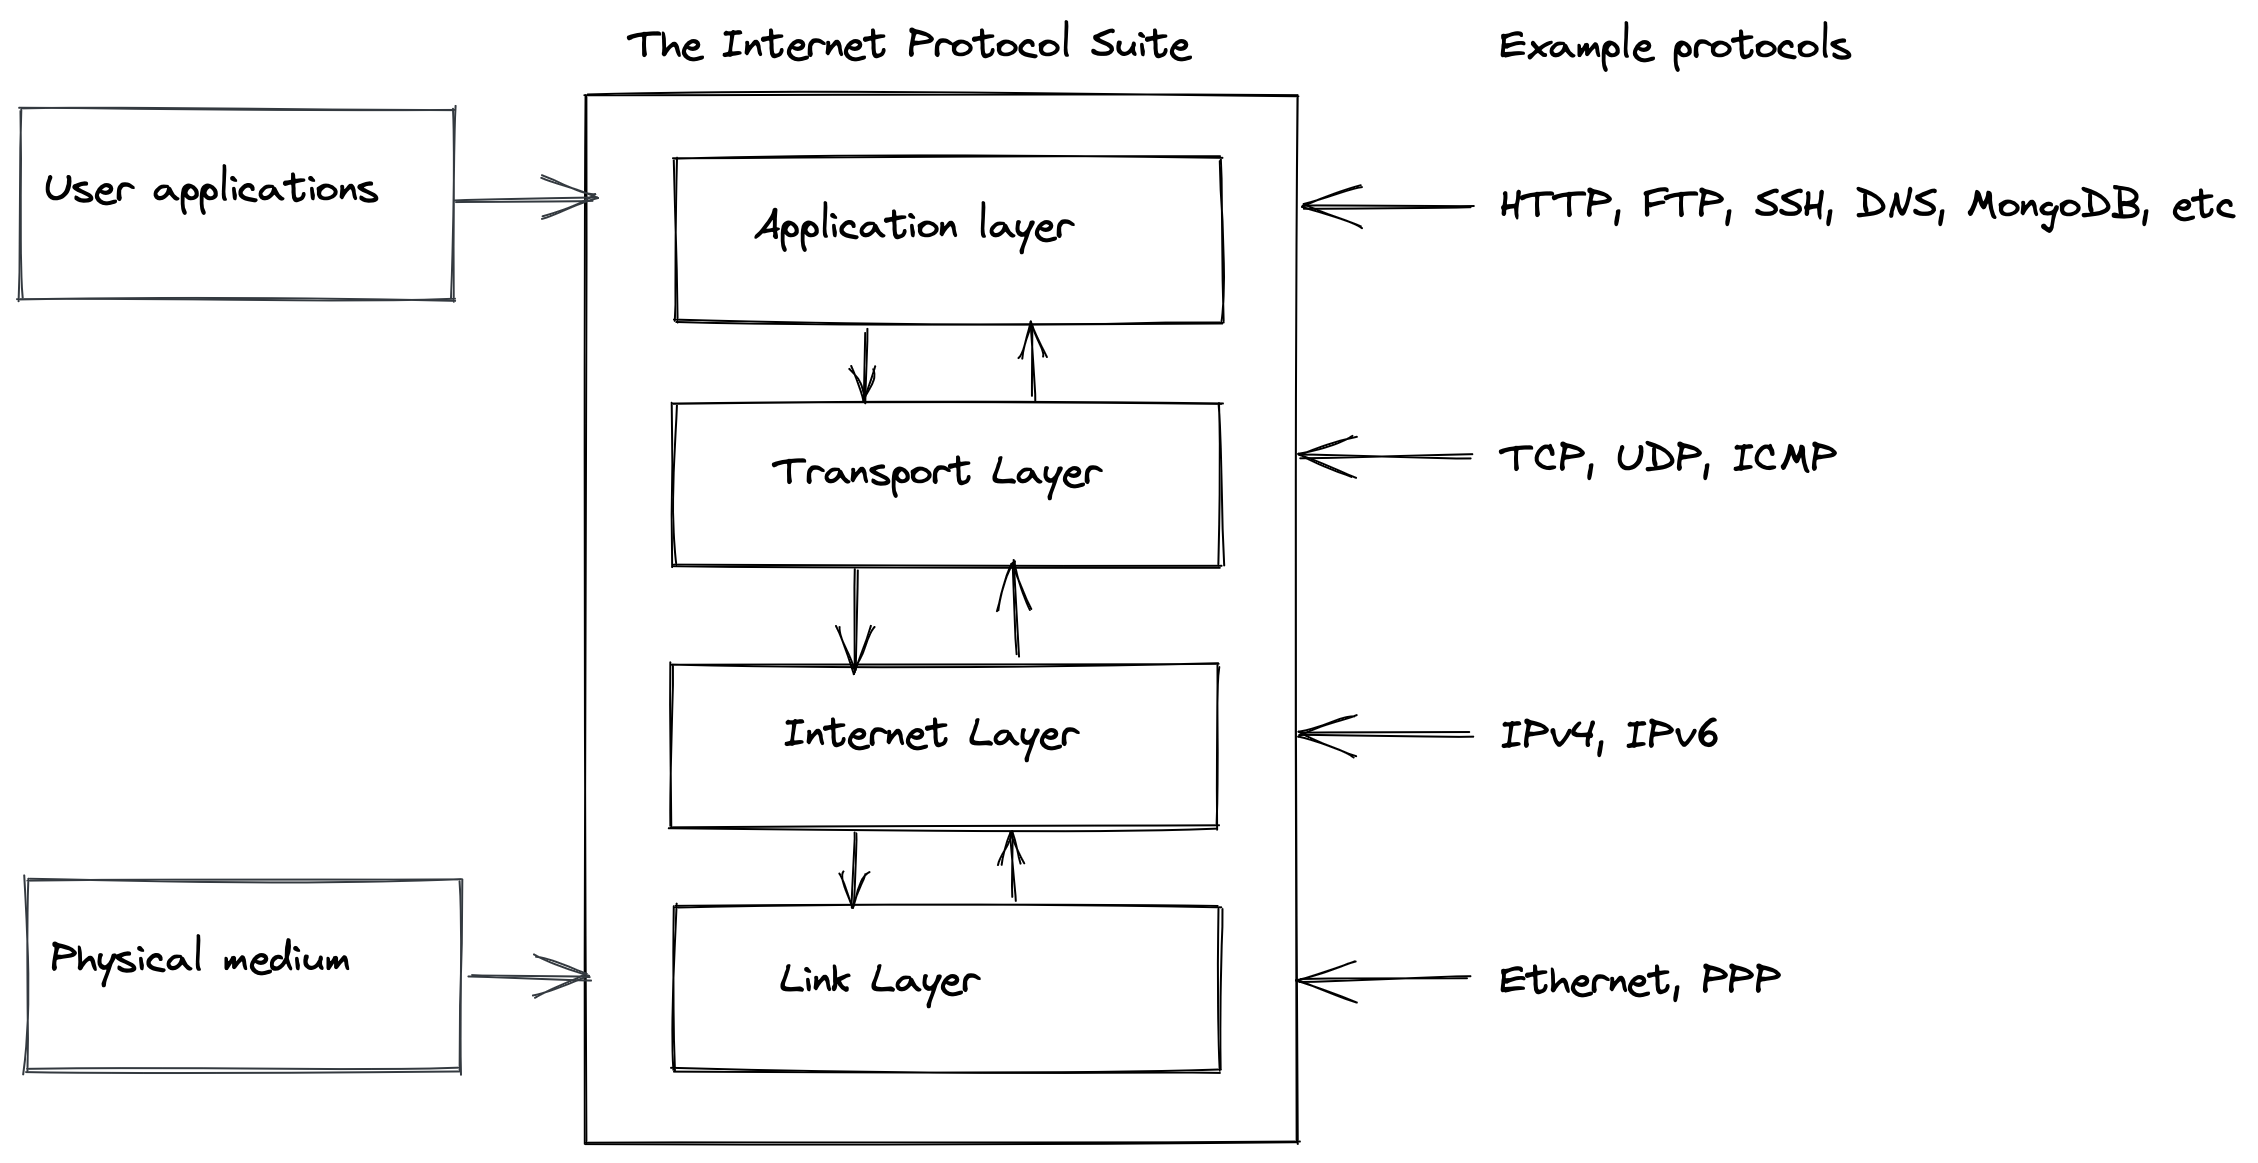 The Internet Protocol Suite
Example protocols
User applications
Application layer
HTTP, FTP, SSH, DNS, MongoDB, etc
Transport Layer
TCP, UDP, ICMP
Internet Layer
IPv4, IPv6
Physical medium
Link Layer
Ethernet, PPP